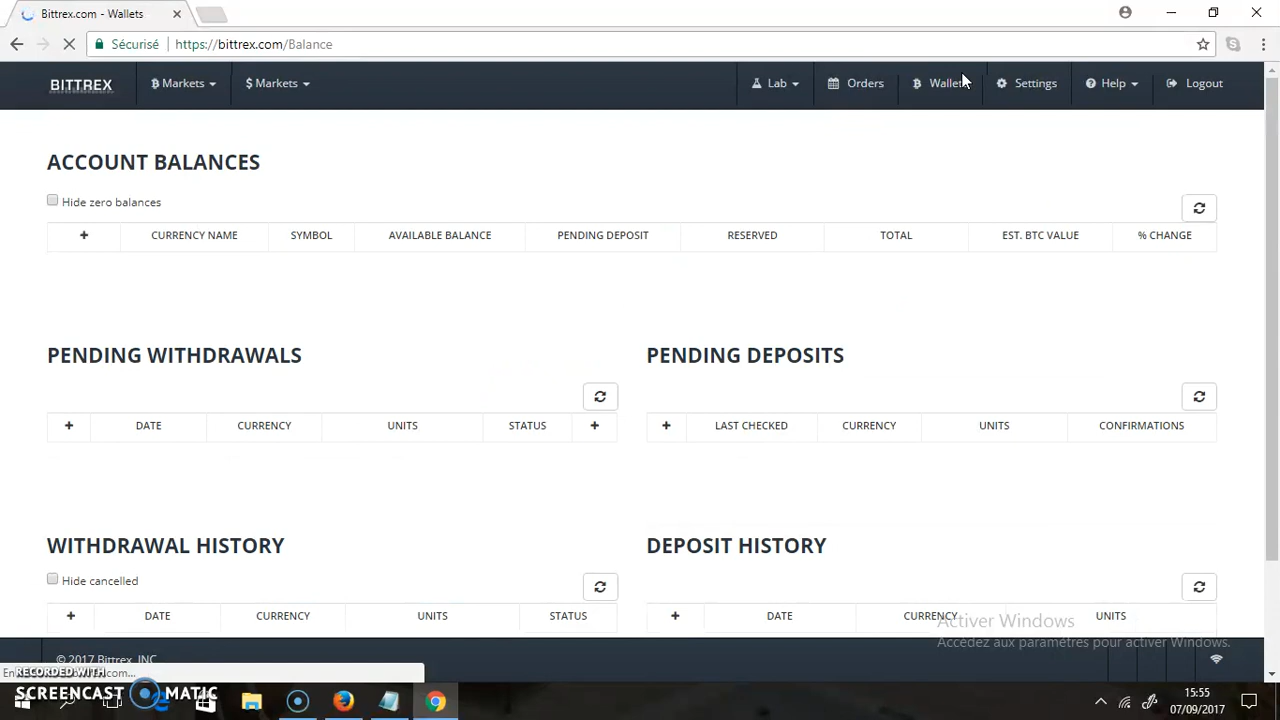 Bittrex.com - Wallets
Sécurisé https://bittrex.com/Balance
BITTREX Markets $ Markets Lab Orders Wallets Settings Help Logout
ACCOUNT BALANCES
Hide zero balances
+ CURRENCY NAME SYMBOL AVAILABLE BALANCE PENDING DEPOSIT RESERVED TOTAL EST. BTC VALUE % CHANGE
PENDING WITHDRAWALS
+ DATE CURRENCY UNITS STATUS +
PENDING DEPOSITS
+ LAST CHECKED CURRENCY UNITS CONFIRMATIONS
WITHDRAWAL HISTORY
Hide cancelled
+ DATE CURRENCY UNITS STATUS
DEPOSIT HISTORY
+ DATE CURRENCY UNITS
Activer Windows
Accédez aux paramètres pour activer Windows.
© 2017 Bittrex, INC
RECORDED WITH
SCREENCAST MATIC
15:55
07/09/2017